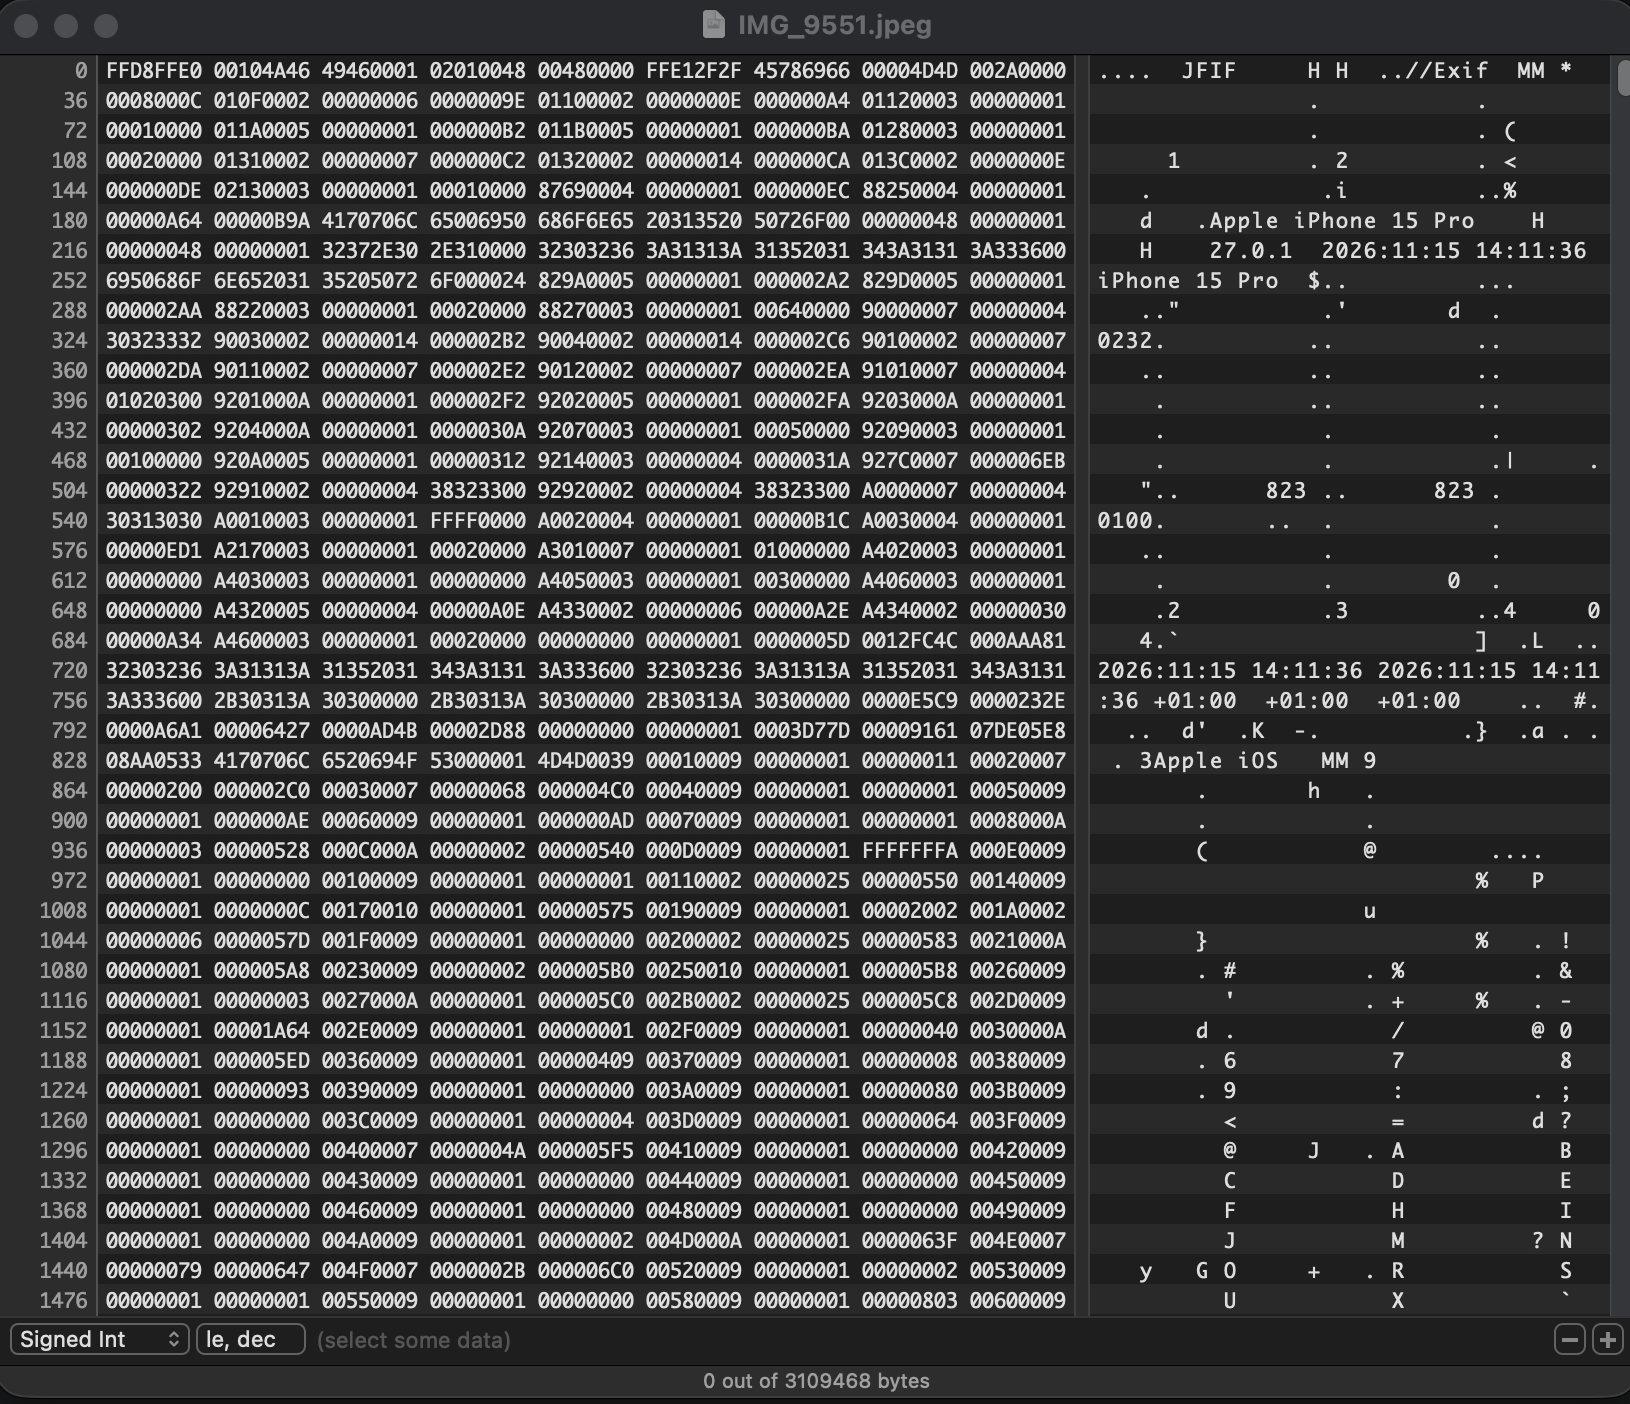 IMG_9551.jpeg
0 FFD8FFE0 00104A46 49460001 02010048 00480000 FFE12F2F 45786966 00004D4D 002A0000 .... JFIF H H ..//Exif MM *
36 0008000C 010F0002 00000006 0000009E 01100002 0000000E 000000A4 01120003 00000001 . .
72 00010000 011A0005 00000001 000000B2 011B0005 00000001 000000BA 01280003 00000001 . . (
108 00020000 01310002 00000007 000000C2 01320002 00000014 000000CA 013C0002 0000000E 1 . 2 . <
144 000000DE 02130003 00000001 00010000 87690004 00000001 000000EC 88250004 00000001 . .i ..%
180 00000A64 00000B9A 4170706C 65006950 686F6E65 20313520 50726F00 00000048 00000001 d .Apple iPhone 15 Pro H
216 00000048 00000001 32372E30 2E310000 32303236 3A31313A 31352031 343A3131 3A333600 H 27.0.1 2026:11:15 14:11:36
252 6950686F 6E652031 35205072 6F000024 829A0005 00000001 000002A2 829D0005 00000001 iPhone 15 Pro $.. ...
288 000002AA 88220003 00000001 00020000 88270003 00000001 00640000 90000007 00000004 .." .' d .
324 30323332 90030002 00000014 000002B2 90040002 00000014 000002C6 90100002 00000007 0232. .. ..
360 000002DA 90110002 00000007 000002E2 90120002 00000007 000002EA 91010007 00000004 .. .. ..
396 01020300 9201000A 00000001 000002F2 92020005 00000001 000002FA 9203000A 00000001 . .. ..
432 00000302 9204000A 00000001 0000030A 92070003 00000001 00050000 92090003 00000001 . . .
468 00100000 920A0005 00000001 00000312 92140003 00000004 0000031A 927C0007 000006EB . . .| .
504 00000322 92910002 00000004 38323300 92920002 00000004 38323300 A0000007 00000004 ".. 823 .. 823 .
540 30313030 A0010003 00000001 FFFF0000 A0020004 00000001 00000B1C A0030004 00000001 0100. .. . .
576 00000ED1 A2170003 00000001 00020000 A3010007 00000001 01000000 A4020003 00000001 .. . .
612 00000000 A4030003 00000001 00000000 A4050003 00000001 00300000 A4060003 00000001 . . 0 .
648 00000000 A4320005 00000004 00000A0E A4330002 00000006 00000A2E A4340002 00000030 .2 .3 ..4 0
684 00000A34 A4600003 00000001 00020000 00000000 00000001 0000005D 0012FC4C 000AAA81 4.` ] .L ..
720 32303236 3A31313A 31352031 343A3131 3A333600 32303236 3A31313A 31352031 343A3131 2026:11:15 14:11:36 2026:11:15 14:11
756 3A333600 2B30313A 30300000 2B30313A 30300000 2B30313A 30300000 0000E5C9 0000232E :36 +01:00 +01:00 +01:00 .. #.
792 0000A6A1 00006427 0000AD4B 00002D88 00000000 00000001 0003D77D 00009161 07DE05E8 .. d' .K -. .} .a . .
828 08AA0533 4170706C 6520694F 53000001 4D4D0039 00010009 00000001 00000011 00020007 . 3Apple iOS MM 9
864 00000200 000002C0 00030007 00000068 000004C0 00040009 00000001 00000001 00050009 . h .
900 00000001 000000AE 00060009 00000001 000000AD 00070009 00000001 00000001 0008000A . .
936 00000003 00000528 000C000A 00000002 00000540 000D0009 00000001 FFFFFFFA 000E0009 ( @ ....
972 00000001 00000000 00100009 00000001 00000001 00110002 00000025 00000550 00140009 % P
1008 00000001 0000000C 00170010 00000001 00000575 00190009 00000001 00002002 001A0002 u
1044 00000006 0000057D 001F0009 00000001 00000000 00200002 00000025 00000583 0021000A } % . !
1080 00000001 000005A8 00230009 00000002 000005B0 00250010 00000001 000005B8 00260009 . # . % . &
1116 00000001 00000003 0027000A 00000001 000005C0 002B0002 00000025 000005C8 002D0009 ' . + % . -
1152 00000001 00001A64 002E0009 00000001 00000001 002F0009 00000001 00000040 0030000A d . / @ 0
1188 00000001 000005ED 00360009 00000001 00000409 00370009 00000001 00000008 00380009 . 6 7 8
1224 00000001 00000093 00390009 00000001 00000000 003A0009 00000001 00000080 003B0009 . 9 : . ;
1260 00000001 00000000 003C0009 00000001 00000004 003D0009 00000001 00000064 003F0009 < = d ?
1296 00000001 00000000 00400007 0000004A 000005F5 00410009 00000001 00000000 00420009 @ J . A B
1332 00000001 00000000 00430009 00000001 00000000 00440009 00000001 00000000 00450009 C D E
1368 00000001 00000000 00460009 00000001 00000000 00480009 00000001 00000000 00490009 F H I
1404 00000001 00000000 004A0009 00000001 00000002 004D000A 00000001 0000063F 004E0007 J M ? N
1440 00000079 00000647 004F0007 0000002B 000006C0 00520009 00000001 00000002 00530009 y G O + . R S
1476 00000001 00000001 00550009 00000001 00000000 00580009 00000001 00000803 00600009 U X `
Signed Int le, dec (select some data)
0 out of 3109468 bytes